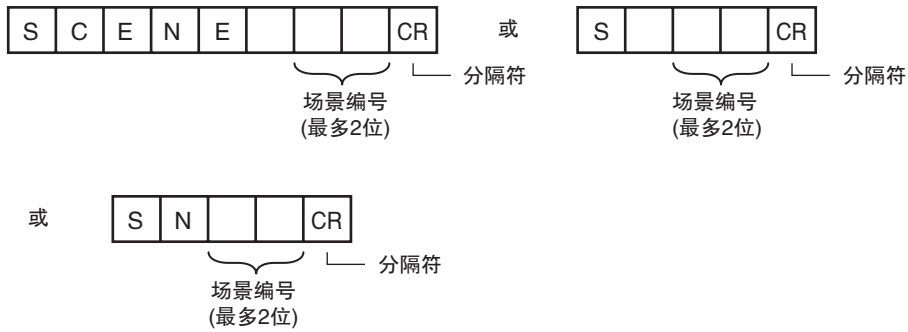 S C E N E CR 或 S CR
分隔符 分隔符
场景编号 场景编号
(最多2位) (最多2位)
或 S N CR
分隔符
场景编号
(最多2位)